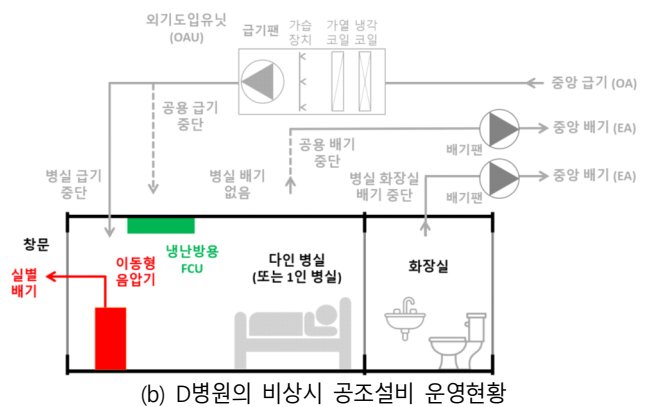 외기도입유닛
(OAU)
급기팬
가습
장치
가열
코일
냉각
코일
중앙 급기 (OA)
공용 급기
중단
공용 배기
중단
배기팬
중앙 배기 (EA)
병실 급기
중단
병실 배기
없음
병실 화장실
배기 중단
배기팬
중앙 배기 (EA)
창문
실별
배기
이동형
음압기
냉난방용
FCU
다인 병실
(또는 1인 병실)
화장실
(b) D병원의 비상시 공조설비 운영현황